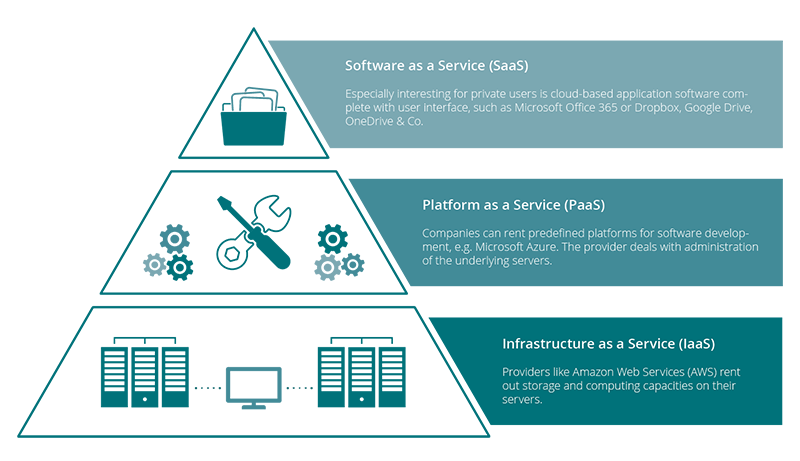 Software as a Service (SaaS)
Especially interesting for private users is cloud-based application software com-
plete with user interface, such as Microsoft Office 365 or Dropbox, Google Drive,
OneDrive & Co.
Platform as a Service (PaaS)
Companies can rent predefined platforms for software develop-
ment, e.g. Microsoft Azure. The provider deals with administration
of the underlying servers.
Infrastructure as a Service (IaaS)
Providers like Amazon Web Services (AWS) rent
out storage and computing capacities on their
servers.